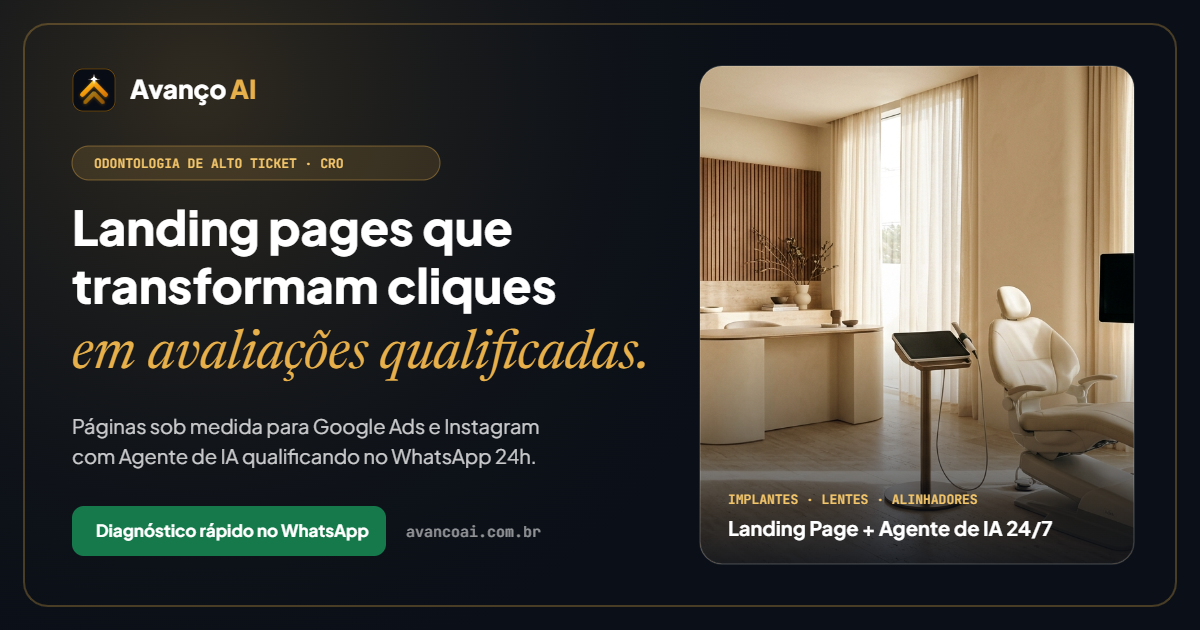 Avanço AI
ODONTOLOGIA DE ALTO TICKET · CRO
Landing pages que
transformam cliques
em avaliações qualificadas.
Páginas sob medida para Google Ads e Instagram
com Agente de IA qualificando no WhatsApp 24h.
Diagnóstico rápido no WhatsApp
avancoai.com.br
IMPLANTES · LENTES · ALINHADORES
Landing Page + Agente de IA 24/7